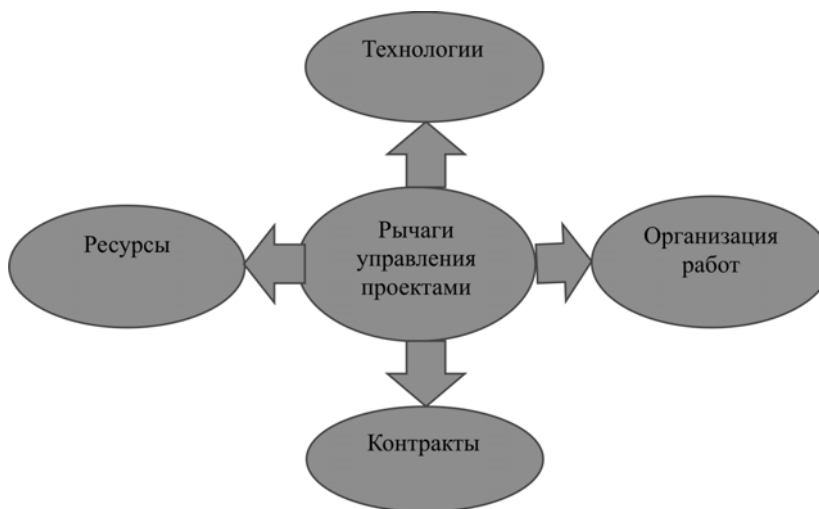 Технологии
Ресурсы
Рычаги
управления
проектами
Организация
работ
Контракты